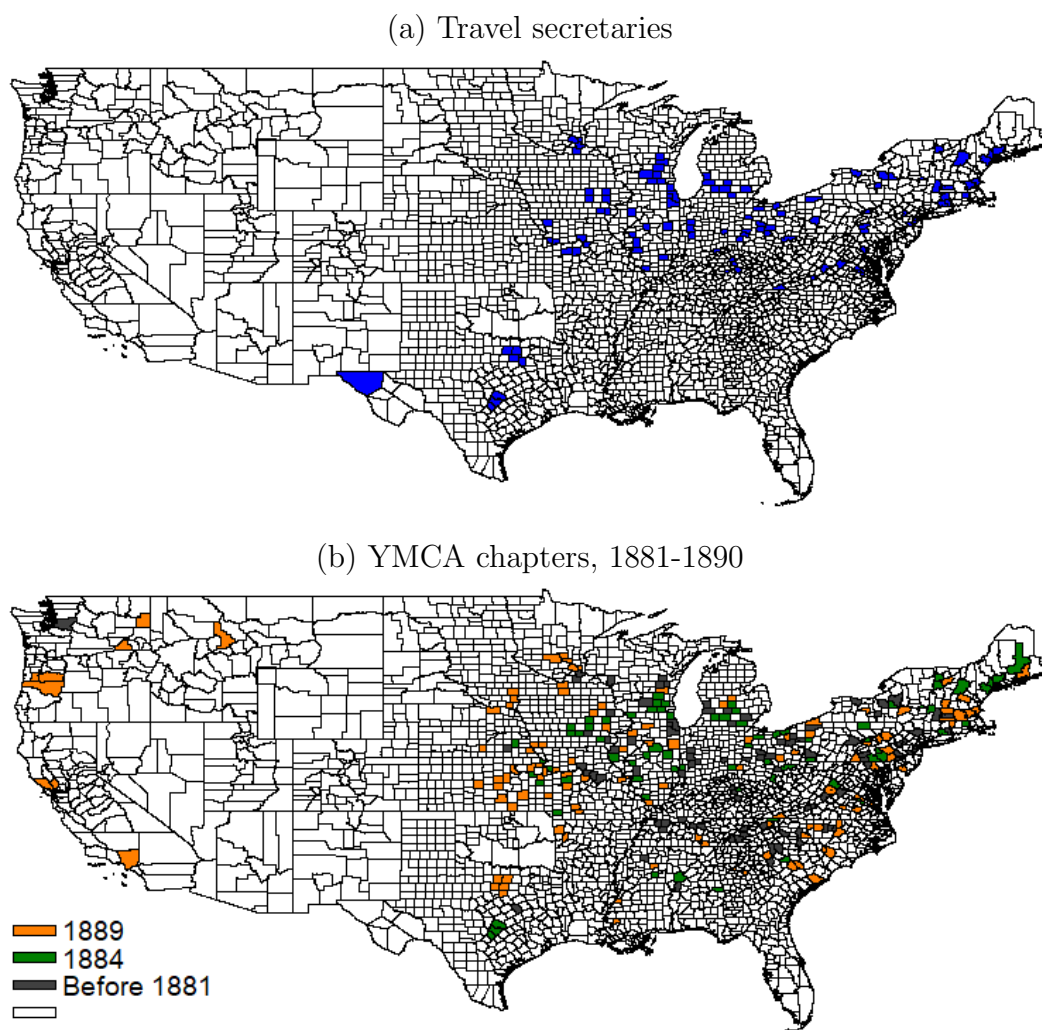 (a) Travel secretaries
(b) YMCA chapters, 1881-1890
1889
1884
Before 1881